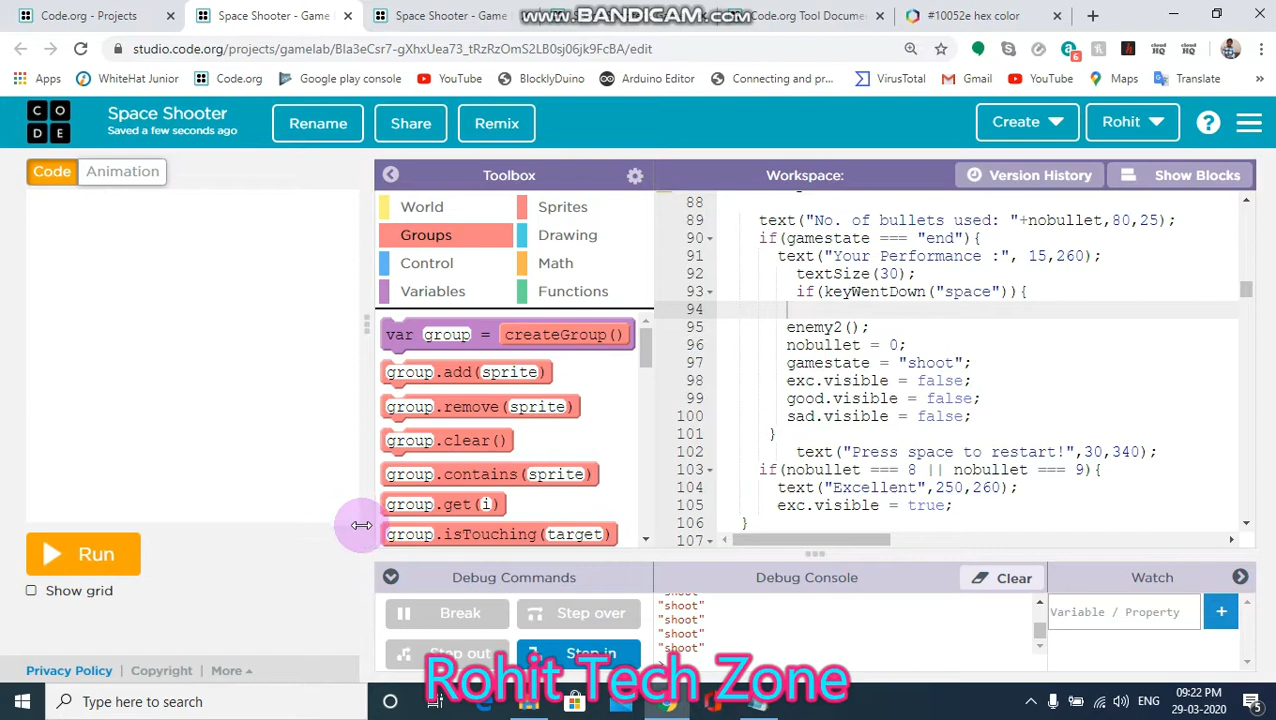 www.BANDICAM.com
Code.org - Projects
Space Shooter - Game
Space Shooter - Game
Code.org Tool Docume
#10052e hex color
studio.code.org/projects/gamelab/
/edit
Apps
WhiteHat Junior
Code.org
Google play console
YouTube
BlocklyDuino
Arduino Editor
Connecting and pr...
VirusTotal
Gmail
YouTube
Maps
Translate
CODE
Space Shooter
Saved a few seconds ago
Rename
Share
Remix
Create
Rohit
Code
Animation
Toolbox
Workspace:
Version History
Show Blocks
World
Sprites
Groups
Drawing
Control
Math
Variables
Functions
var group = createGroup()
group.add(sprite)
group.remove(sprite)
group.clear()
group.contains(sprite)
group.get(i)
group.isTouching(target)
88
89 text("No. of bullets used: "+nobullet,80,25);
90 if(gamestate === "end"){
91 text("Your Performance :", 15,260);
92 textSize(30);
93 if(keyWentDown("space")){
94
95 enemy2();
96 nobullet = 0;
97 gamestate = "shoot";
98 exc.visible = false;
99 good.visible = false;
100 sad.visible = false;
101 }
102 text("Press space to restart!",30,340);
103 if(nobullet === 8 || nobullet === 9){
104 text("Excellent",250,260);
105 exc.visible = true;
106 }
107
Run
Show grid
Debug Commands
Debug Console
Clear
Watch
Break
Step over
Step out
Step in
"shoot"
"shoot"
"shoot"
"shoot"
"shoot"
Variable / Property
Privacy Policy
Copyright
More
Rohit Tech Zone
Type here to search
ENG
09:22 PM
29-03-2020
5